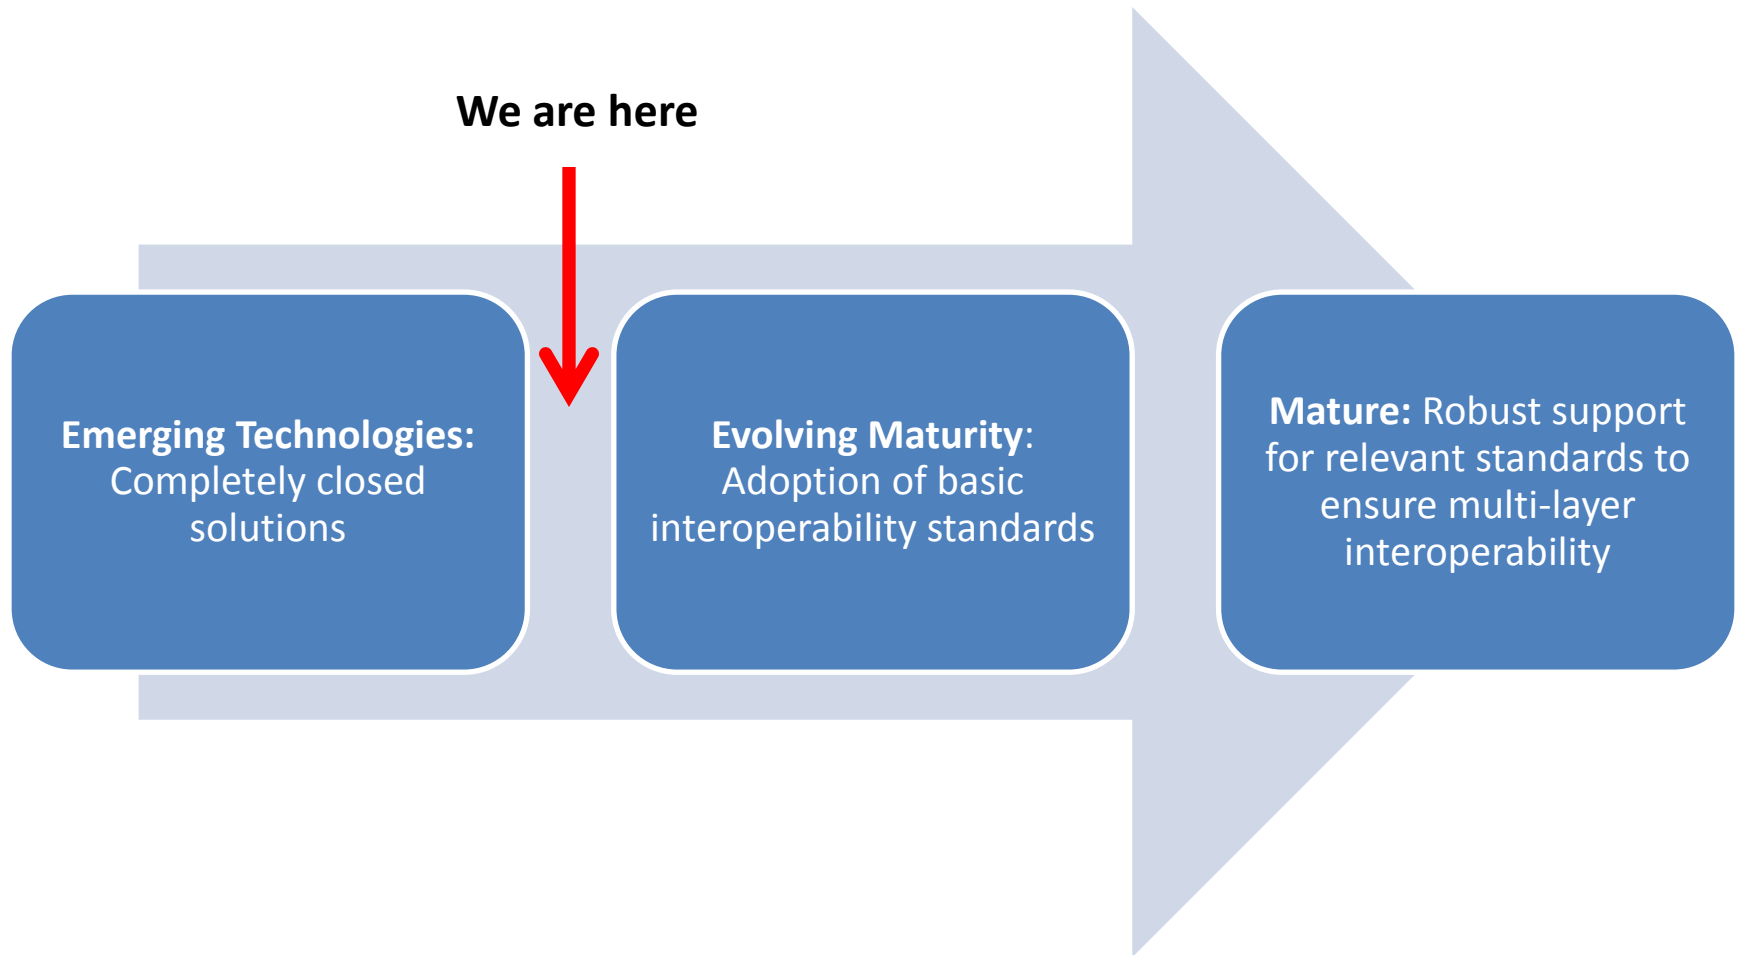 We are here
Emerging Technologies:
Completely closed
solutions
Evolving Maturity:
Adoption of basic
interoperability standards
Mature: Robust support
for relevant standards to
ensure multi-layer
interoperability